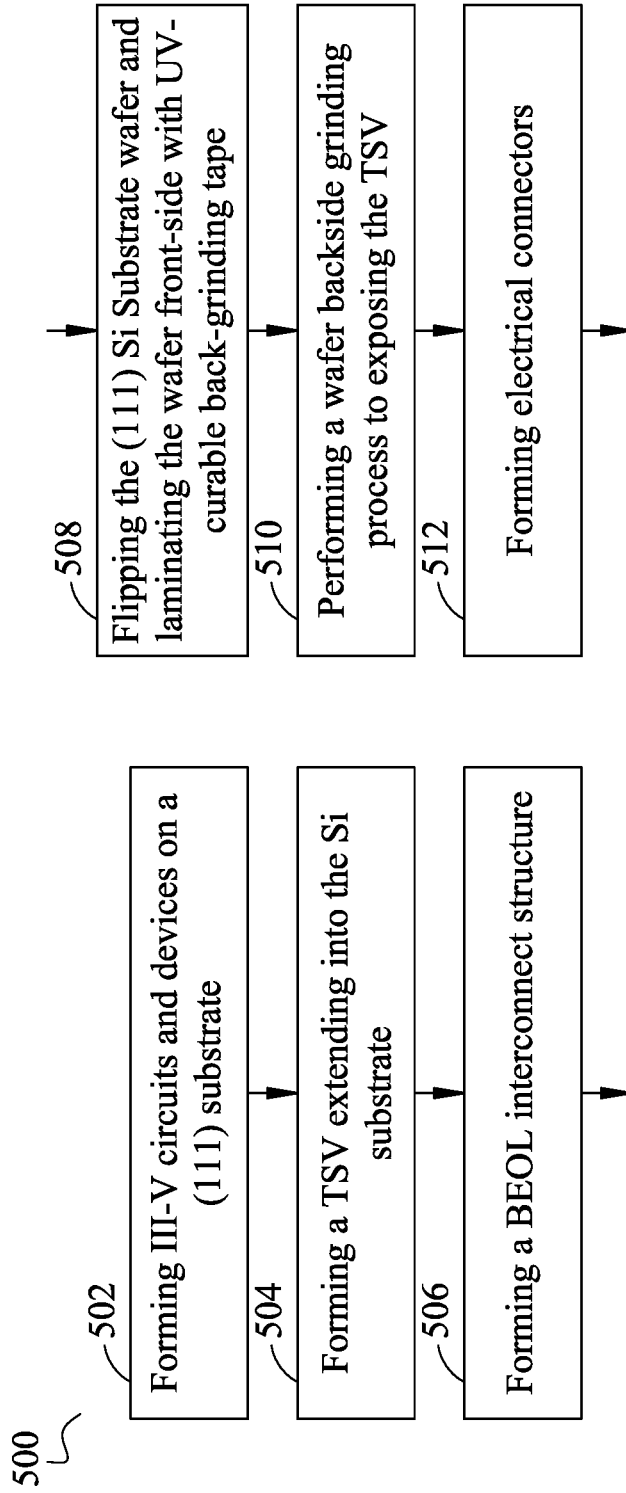 500
502
Forming III-V circuits and devices on a
(111) substrate
504
Forming a TSV extending into the Si
substrate
506
Forming a BEOL interconnect structure
508
Flipping the (111) Si Substrate wafer and
laminating the wafer front-side with UV-
curable back-grinding tape
510
Performing a wafer backside grinding
process to exposing the TSV
512
Forming electrical connectors